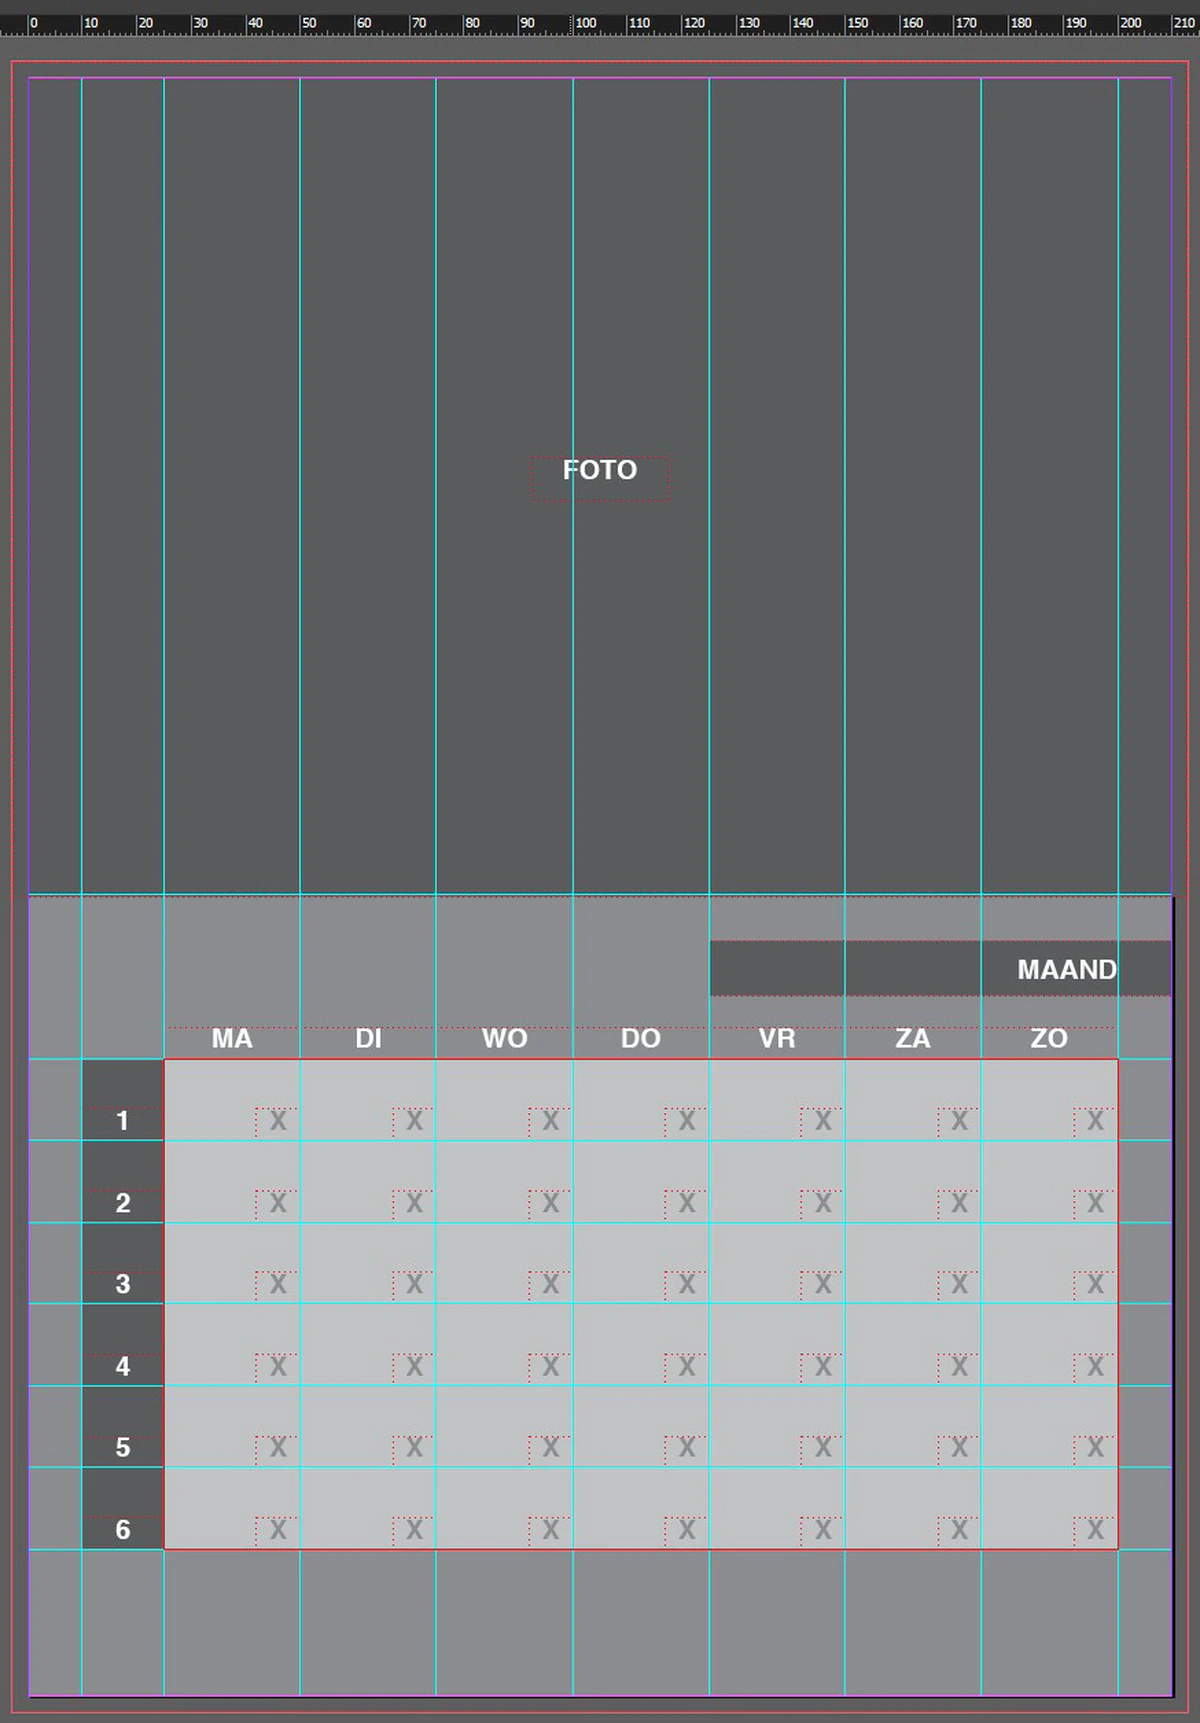 0 10 20 30 40 50 60 70 80 90 100 110 120 130 140 150 160 170 180 190 200 210
FOTO
MAAND
MA DI WO DO VR ZA ZO
1 X X X X X X X
2 X X X X X X X
3 X X X X X X X
4 X X X X X X X
5 X X X X X X X
6 X X X X X X X